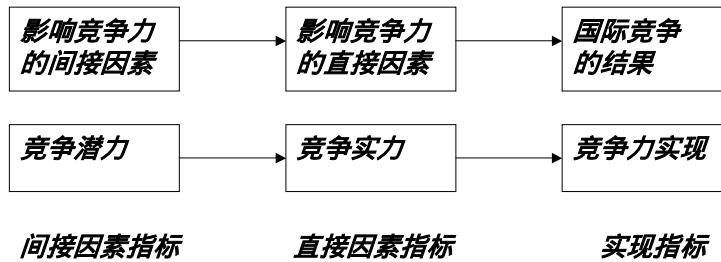 影响竞争力
的间接因素
影响竞争力
的直接因素
国际竞争
的结果
竞争潜力
竞争实力
竞争力实现
间接因素指标
直接因素指标
实现指标